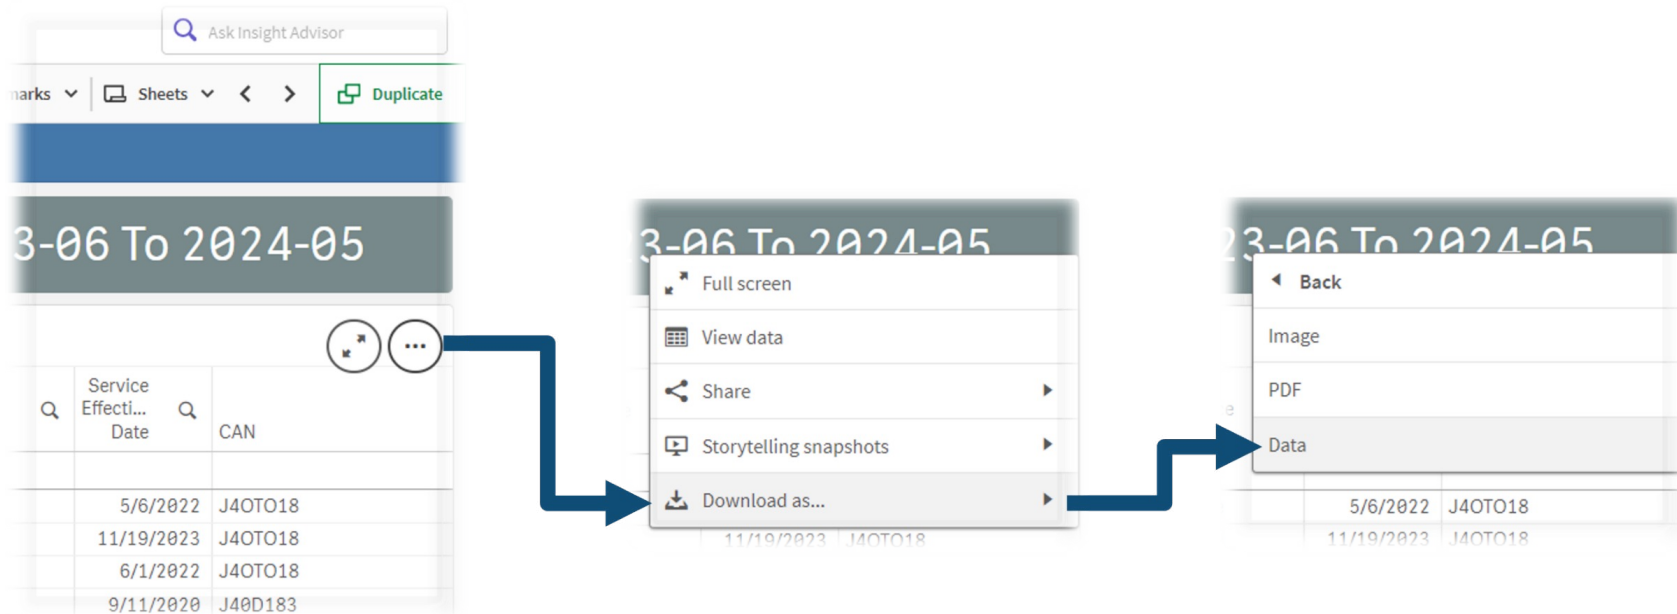 Ask Insight Advisor
marks
Sheets
Duplicate
3-06 To 2024-05
Service
Effecti...
Date
CAN
5/6/2022 J4OTO18
11/19/2023 J4OTO18
6/1/2022 J4OTO18
9/11/2020 J40D183
3-06 To 2024-05
Full screen
View data
Share
Storytelling snapshots
Download as...
11/19/2023 J4OTO18
23-06 To 2024-05
Back
Image
PDF
Data
e
5/6/2022 J4OTO18
11/19/2023 J4OTO18